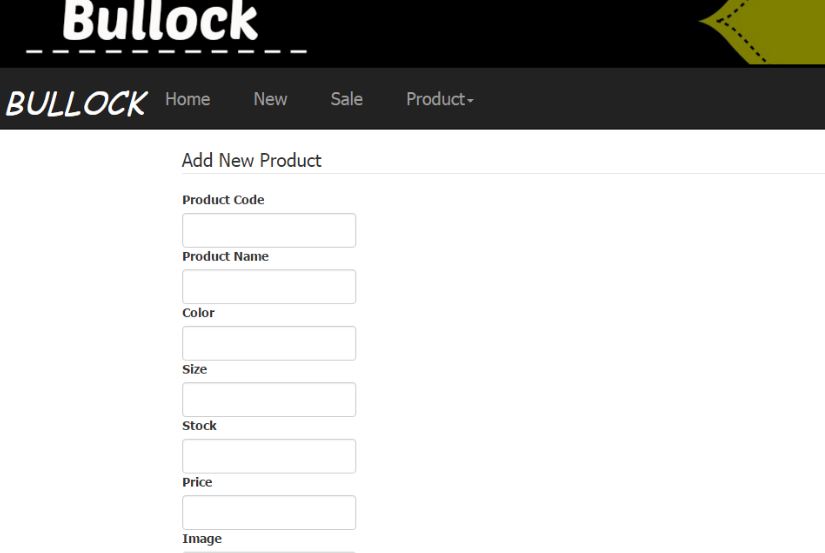 Bullock
BULLOCK Home New Sale Product
Add New Product
Product Code
Product Name
Color
Size
Stock
Price
Image